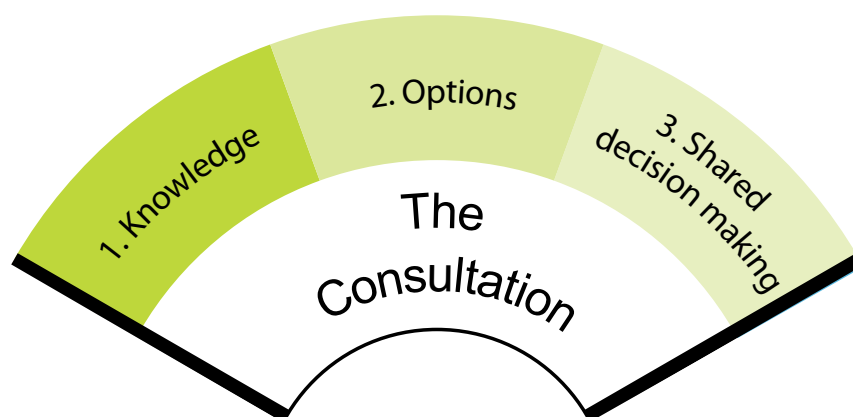 1. Knowledge
2. Options
3. Shared
decision making
The
Consultation